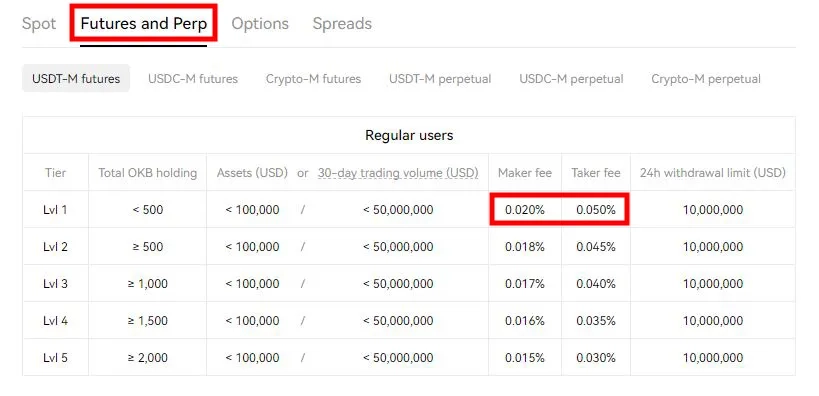 Spot Futures and Perp Options Spreads
USDT-M futures USDC-M futures Crypto-M futures USDT-M perpetual USDC-M perpetual Crypto-M perpetual
Regular users
Tier Total OKB holding Assets (USD) or 30-day trading volume (USD) Maker fee Taker fee 24h withdrawal limit (USD)
Lvl 1 < 500 < 100,000 / < 50,000,000 0.020% 0.050% 10,000,000
Lvl 2 ≥ 500 < 100,000 / < 50,000,000 0.018% 0.045% 10,000,000
Lvl 3 ≥ 1,000 < 100,000 / < 50,000,000 0.017% 0.040% 10,000,000
Lvl 4 ≥ 1,500 < 100,000 / < 50,000,000 0.016% 0.035% 10,000,000
Lvl 5 ≥ 2,000 < 100,000 / < 50,000,000 0.015% 0.030% 10,000,000